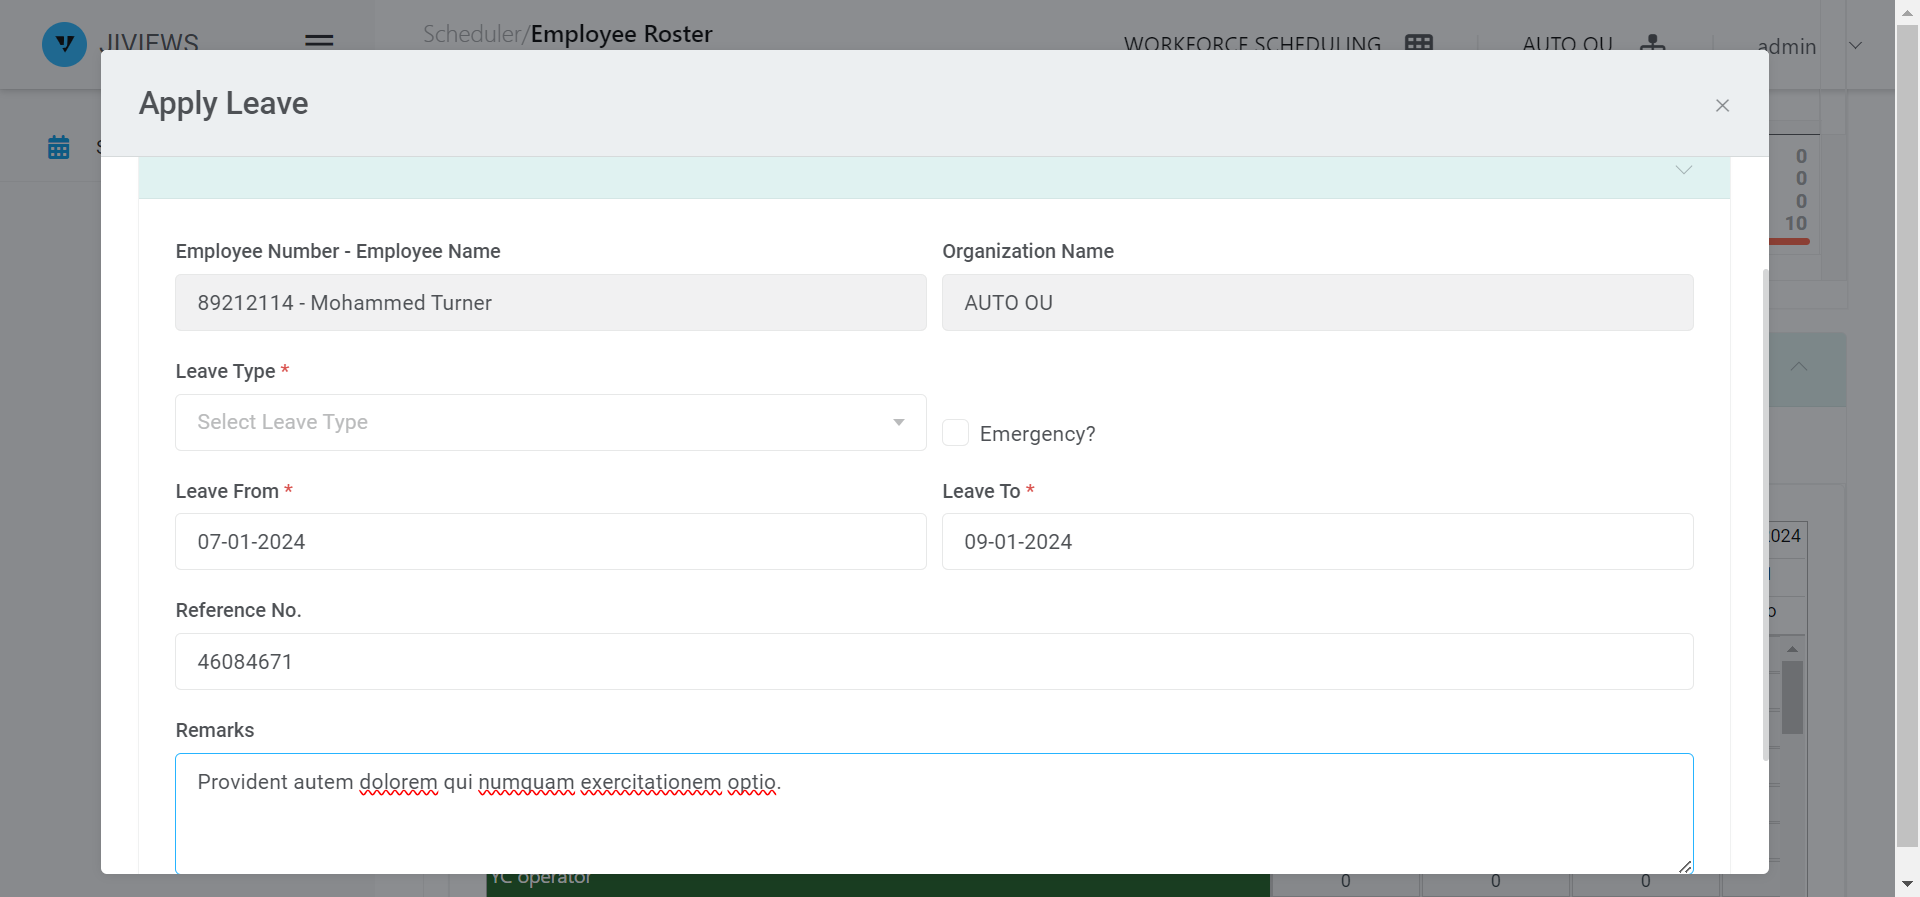 JIVIEWS
Scheduler/Employee Roster
WORKFORCE SCHEDULING
AUTO OU
admin
Apply Leave
0
0
0
10
Employee Number - Employee Name
Organization Name
89212114 - Mohammed Turner
AUTO OU
Leave Type *
Select Leave Type
Emergency?
Leave From *
Leave To *
07-01-2024
09-01-2024
2024
Reference No.
46084671
Remarks
Provident autem dolorem qui numquam exercitationem optio.
YC operator
0
0
0